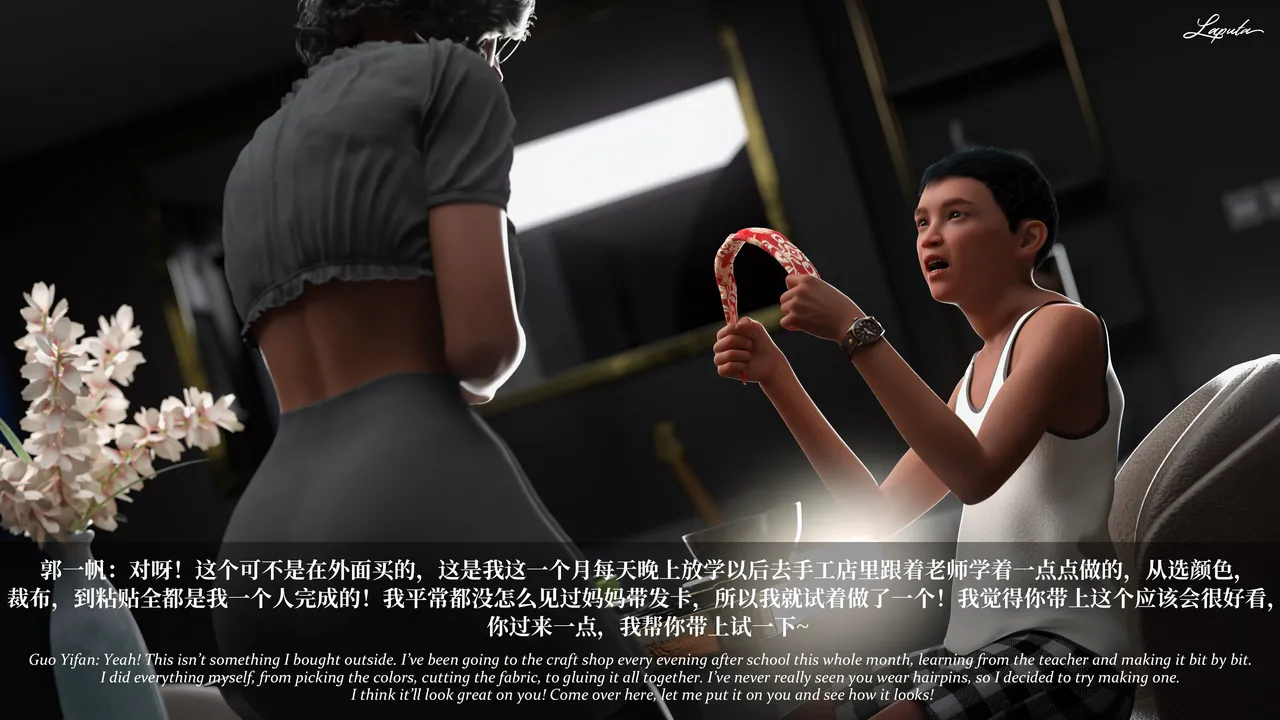 Laputa
郭一帆：对呀！这个可不是在外面买的，这是我这一个月每天晚上放学以后去手工店里跟着老师学着一点点做的，从选颜色，
裁布，到粘贴全都是我一个人完成的！我平常都没怎么见过妈妈带发卡，所以我就试着做了一个！我觉得你带上这个应该会很好看，
你过来一点，我帮你带上试一下~
Guo Yifan: Yeah! This isn't something I bought outside. I've been going to the craft shop every evening after school this whole month, learning from the teacher and making it bit by bit.
I did everything myself, from picking the colors, cutting the fabric, to gluing it all together. I've never really seen you wear hairpins, so I decided to try making one.
I think it'll look great on you! Come over here, let me put it on you and see how it looks!